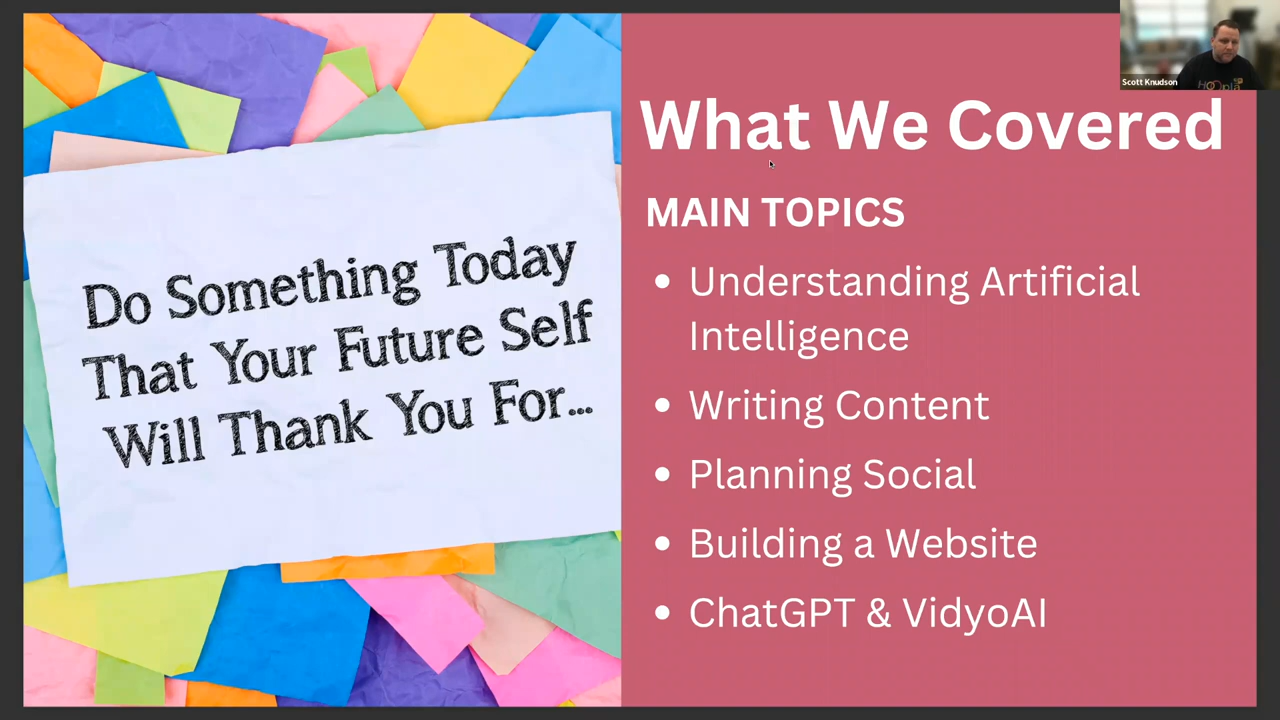 Do Something Today
That Your Future Self
Will Thank You For...
What We Covered
MAIN TOPICS
• Understanding Artificial
Intelligence
• Writing Content
• Planning Social
• Building a Website
• ChatGPT & VidyoAI
Scott Knudson